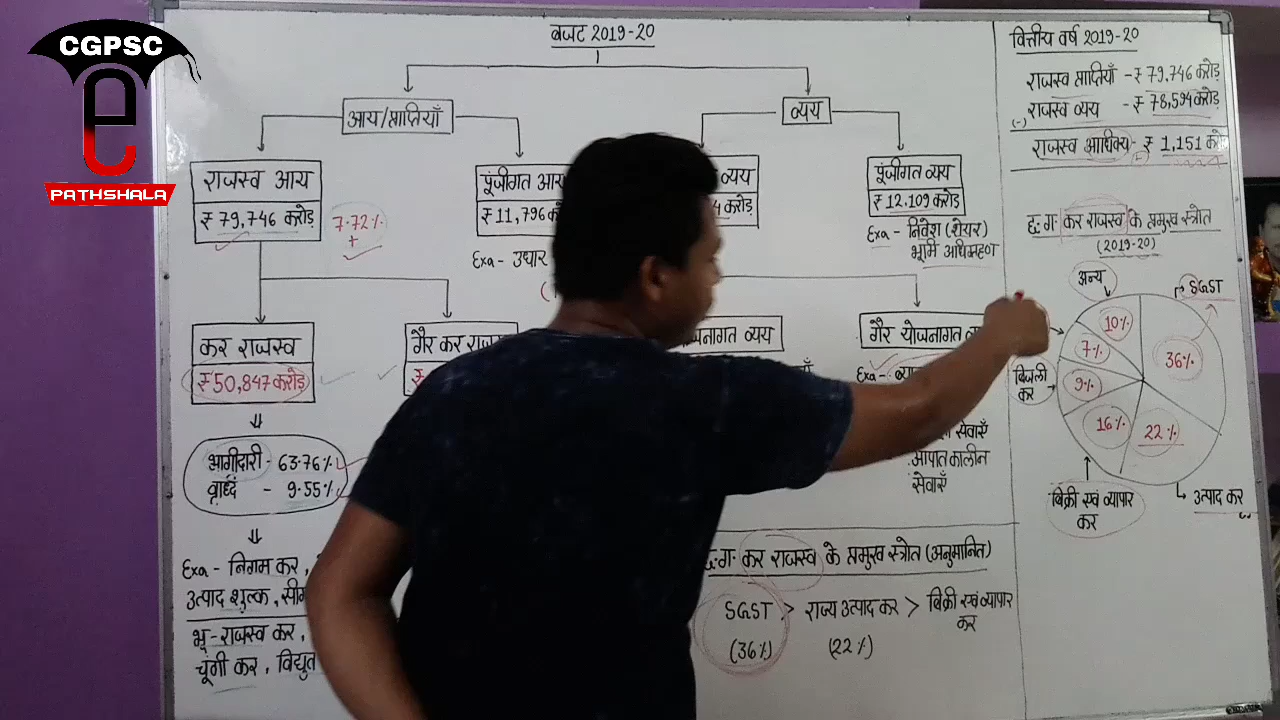 CGPSC
e
PATHSHALA
बजट 2019-20
आय/प्राप्तियाँ
व्यय
राजस्व आय
₹ 79,746 करोड़
7.72%
+
पूंजीगत आय
₹ 11,796
Exa - उधार
व्यय
करोड़
पूंजीगत व्यय
₹ 12,109 करोड़
Exa - निवेश (शेयर)
भूमि अधिग्रहण
कर राजस्व
₹ 50,847 करोड़
गैर कर
₹
व्यय
गैर योजनागत
Exa-
सेवाएँ
आपात कालीन
सेवाएँ
⇓
भागीदारी - 63.76%
वृद्धि - 9.55%
⇓
Exa - निगम कर,
उत्पाद शुल्क,
भू-राजस्व कर,
चूंगी कर, विद्युत
छ.ग. कर राजस्व के प्रमुख स्त्रोत (अनुमानित)
SGST > राज्य उत्पाद कर > बिक्री एवं व्यापार
कर
(36%) (22%)
वित्तीय वर्ष 2019-20
राजस्व प्राप्तियाँ - ₹ 79,746 करोड़
राजस्व व्यय - ₹ 78,594 करोड़
(-)
राजस्व आधिक्य - ₹ 1,151
(+)
छ.ग. कर राजस्व के प्रमुख स्त्रोत
(2019-20)
अन्य
SGST
10%
7%
36%
बिजली
कर
9%
16%
22%
बिक्री एवं व्यापार
कर
उत्पाद कर